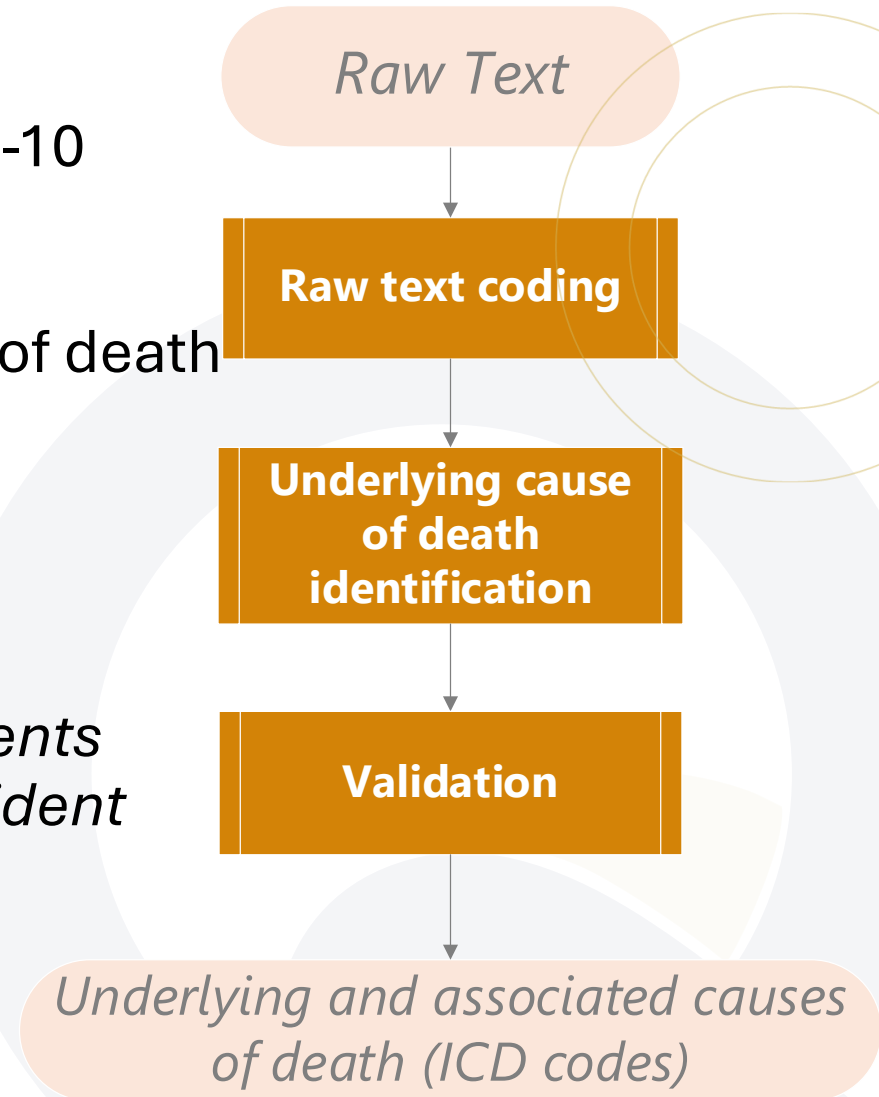 Raw Text
-10
Raw text coding
of death
Underlying cause
of death
identification
ents
ident
Validation
Underlying and associated causes
of death (ICD codes)